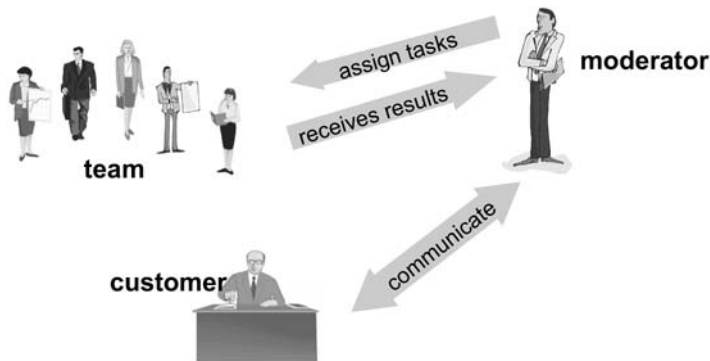 assign tasks
moderator
receives results
team
communicate
customer